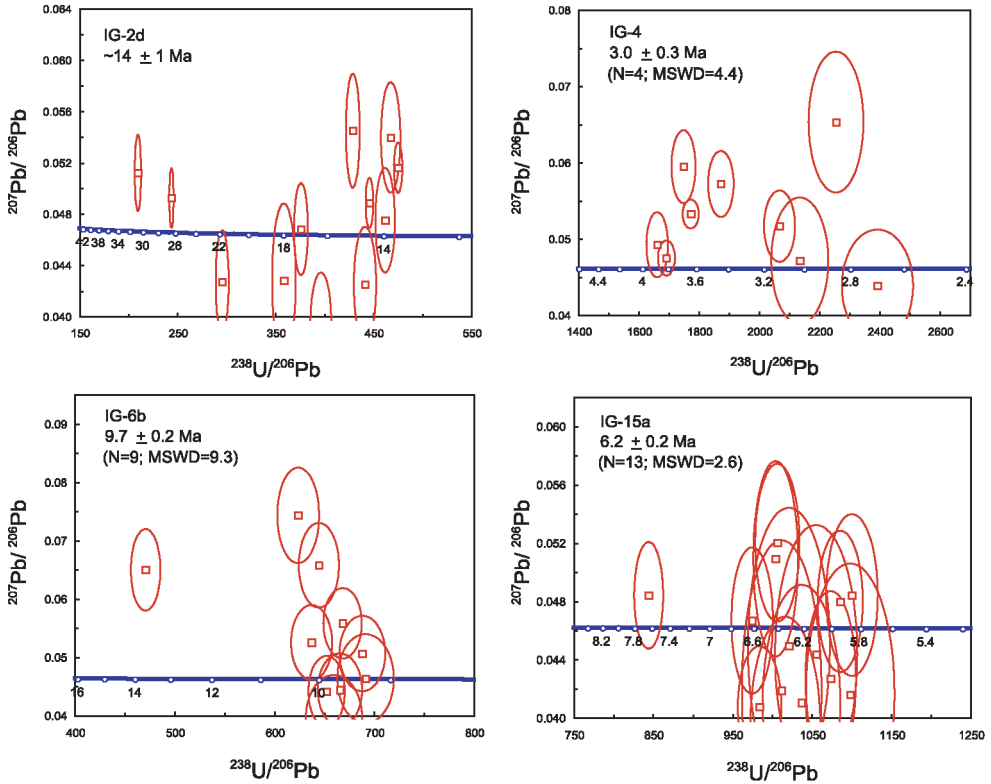 IG-2d
~14 ± 1 Ma
0.064
0.060
0.056
0.052
0.048
0.044
0.040
207Pb/ 206Pb
42 38 34 30 26 22 18 14
150 250 350 450 550
238U/206Pb
IG-4
3.0 ± 0.3 Ma
(N=4; MSWD=4.4)
0.08
0.07
0.06
0.05
0.04
207Pb/ 206Pb
4.4 4 3.6 3.2 2.8 2.4
1400 1600 1800 2000 2200 2400 2600
238U/206Pb
IG-6b
9.7 ± 0.2 Ma
(N=9; MSWD=9.3)
0.09
0.08
0.07
0.06
0.05
0.04
207Pb/ 206Pb
16 14 12 10
400 500 600 700 800
238U/206Pb
IG-15a
6.2 ± 0.2 Ma
(N=13; MSWD=2.6)
0.060
0.056
0.052
0.048
0.044
0.040
207Pb/ 206Pb
8.2 7.8 7.4 7 6.6 6.2 5.8 5.4
750 850 950 1050 1150 1250
238U/206Pb